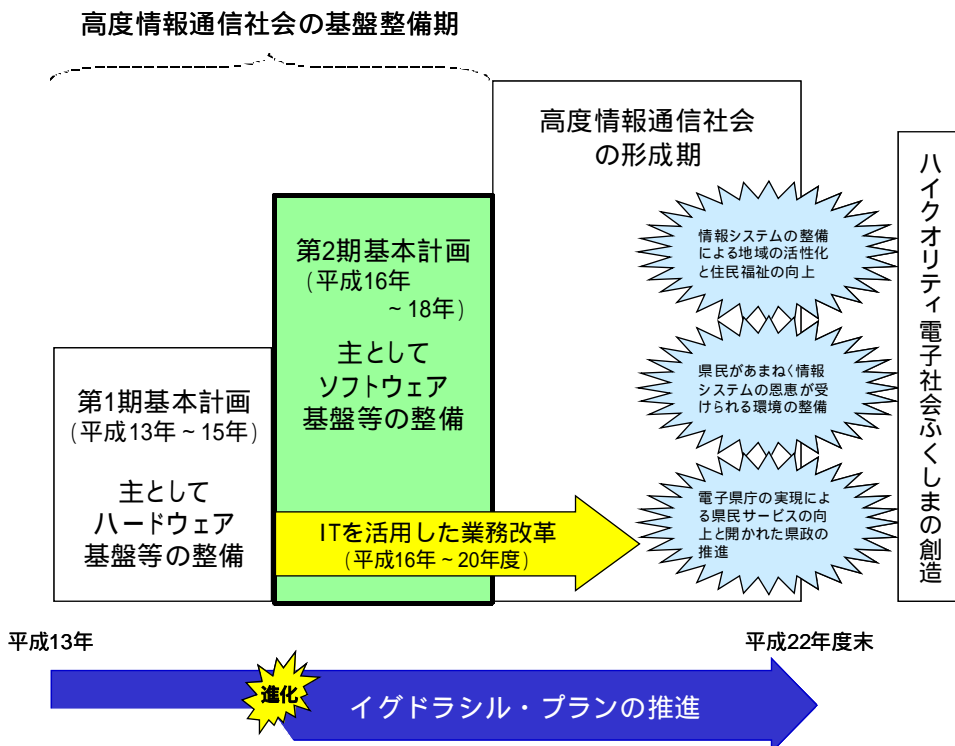 高度情報通信社会の基盤整備期
高度情報通信社会
の形成期
第2期基本計画
(平成16年
～18年)
主として
ソフトウェア
基盤等の整備
第1期基本計画
(平成13年～15年)
主として
ハードウェア
基盤等の整備
ITを活用した業務改革
(平成16年～20年度)
情報システムの整備
による地域の活性化
と住民福祉の向上
県民があまねく情報
システムの恩恵が受
けられる環境の整備
電子県庁の実現によ
る県民サービスの向
上と開かれた県政の
推進
ハイクオリティ電子社会ふくしまの創造
平成13年
平成22年度末
進化
イグドラシル・プランの推進